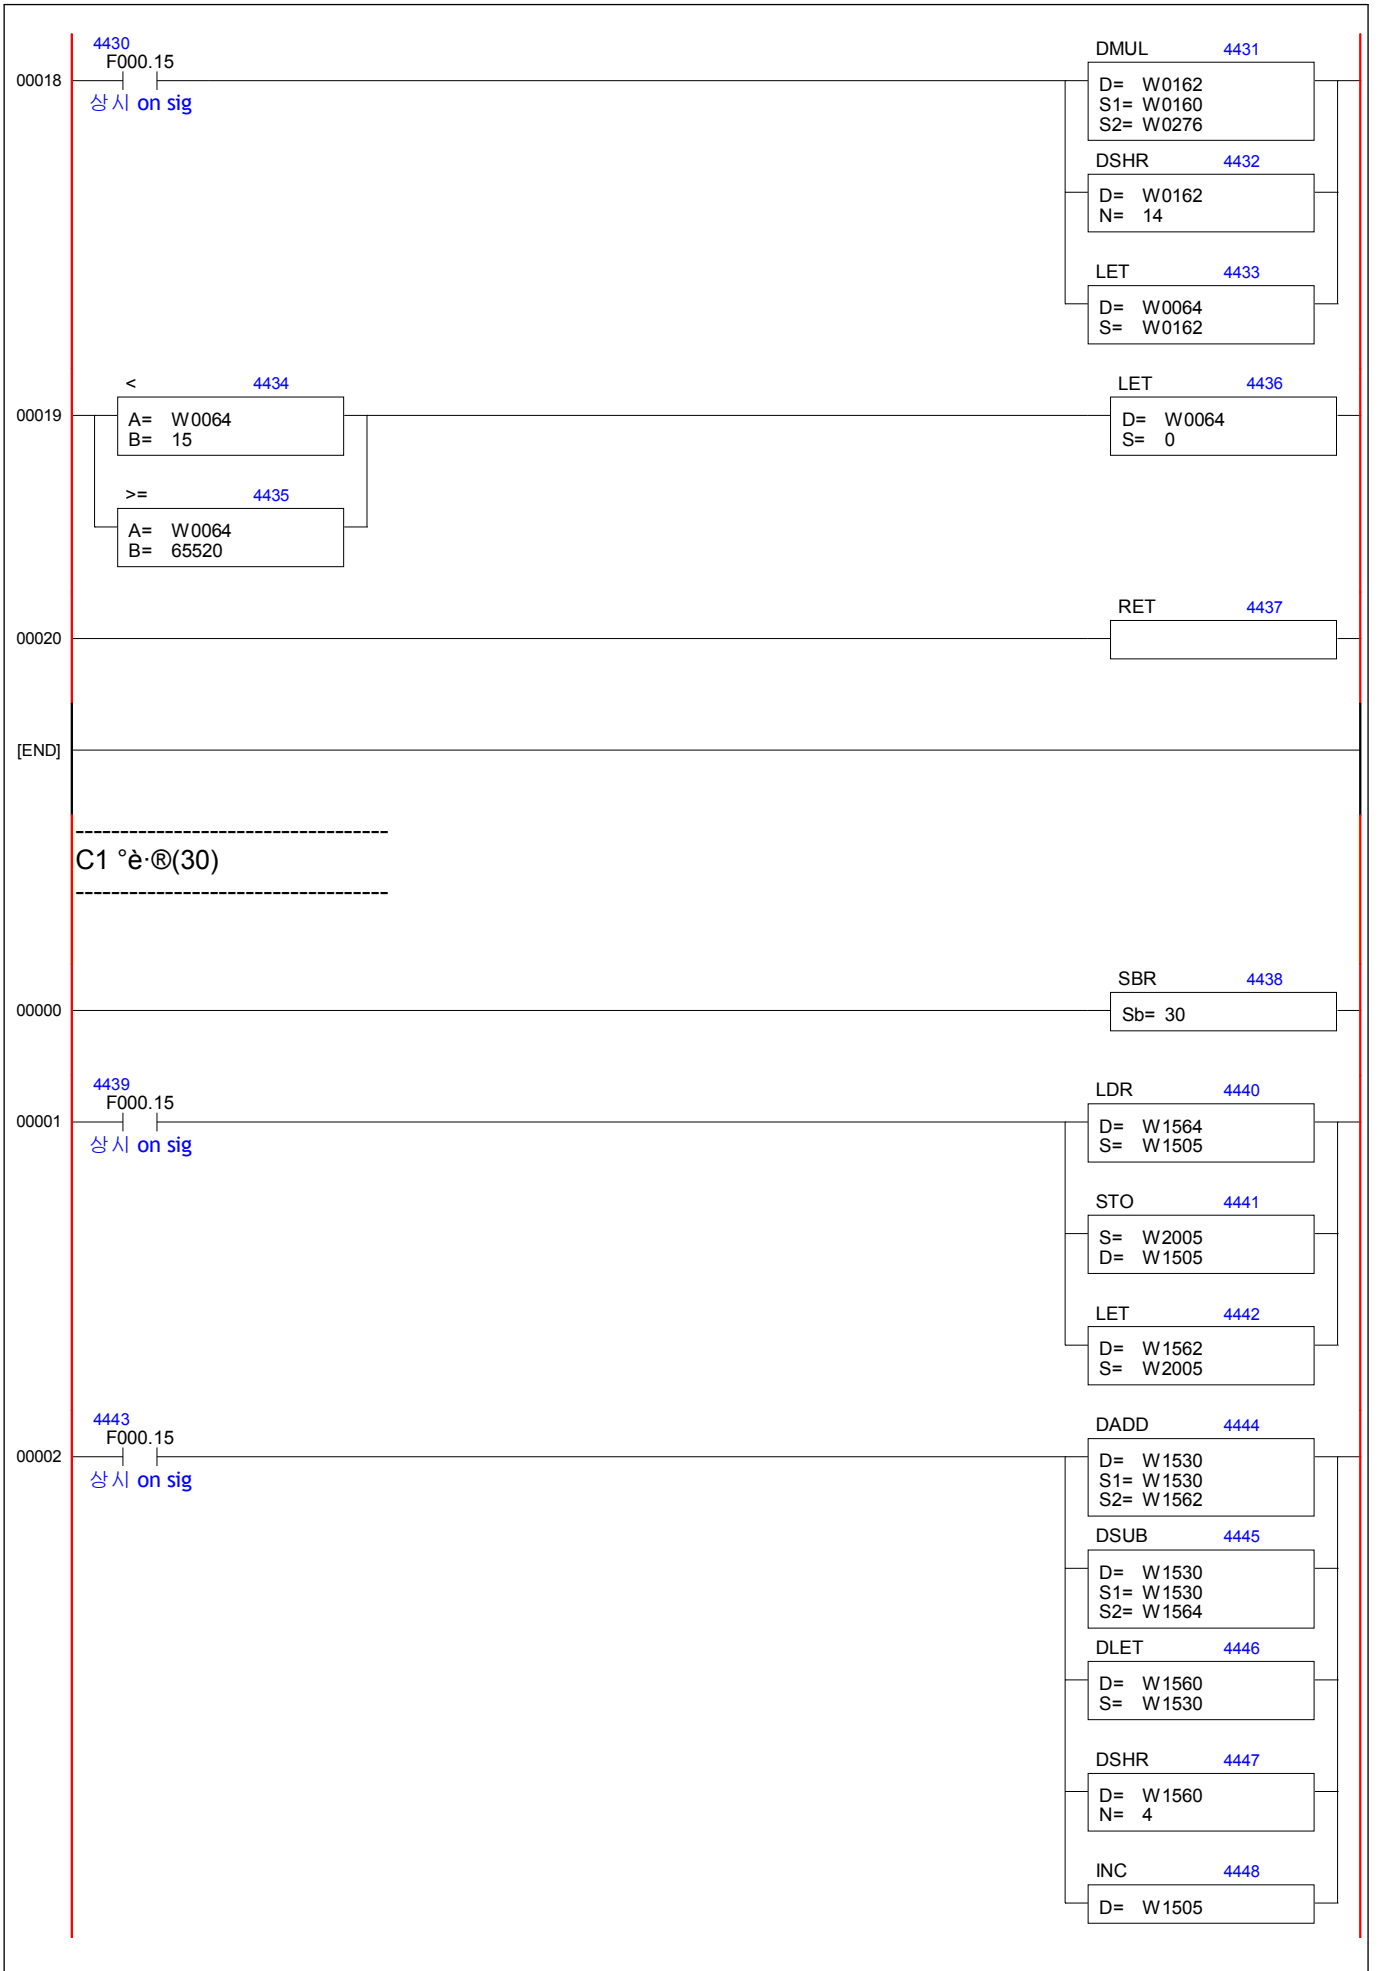 4430
F000.15
00018
상시 on sig
DMUL 4431
D= W0162
S1= W0160
S2= W0276
DSHR 4432
D= W0162
N= 14
LET 4433
D= W0064
S= W0162
< 4434
00019
A= W0064
B= 15
LET 4436
D= W0064
S= 0
>= 4435
A= W0064
B= 65520
RET 4437
00020
[END]
---------------------------------
C1 °è·®(30)
---------------------------------
SBR 4438
00000
Sb= 30
4439
F000.15
00001
상시 on sig
LDR 4440
D= W1564
S= W1505
STO 4441
S= W2005
D= W1505
LET 4442
D= W1562
S= W2005
4443
F000.15
00002
상시 on sig
DADD 4444
D= W1530
S1= W1530
S2= W1562
DSUB 4445
D= W1530
S1= W1530
S2= W1564
DLET 4446
D= W1560
S= W1530
DSHR 4447
D= W1560
N= 4
INC 4448
D= W1505